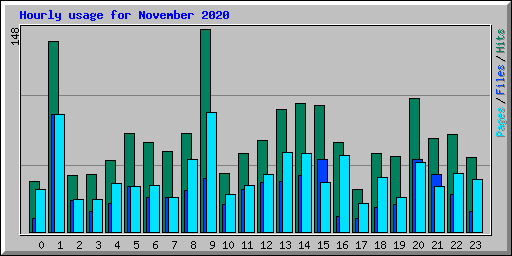 Hourly usage for November 2020
148
Pages/Files/Hits
0 1 2 3 4 5 6 7 8 9 10 11 12 13 14 15 16 17 18 19 20 21 22 23